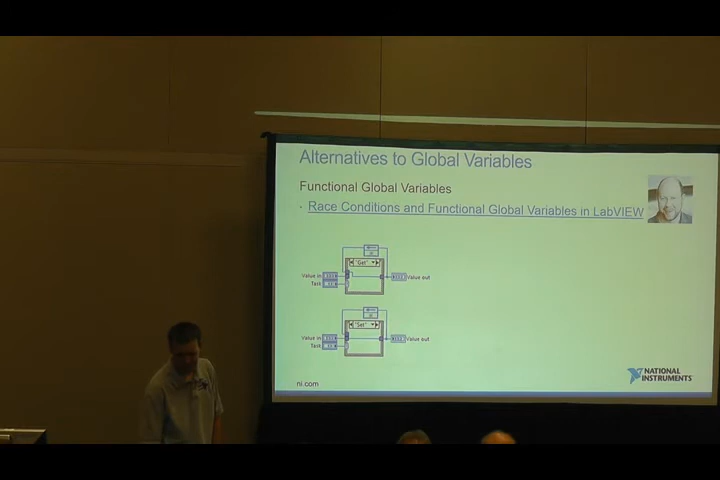 Alternatives to Global Variables
Functional Global Variables
· Race Conditions and Functional Global Variables in LabVIEW
"Get"
Value in
Value out
Task
"Set"
Value in
Value out
Task
ni.com
NATIONAL
INSTRUMENTS